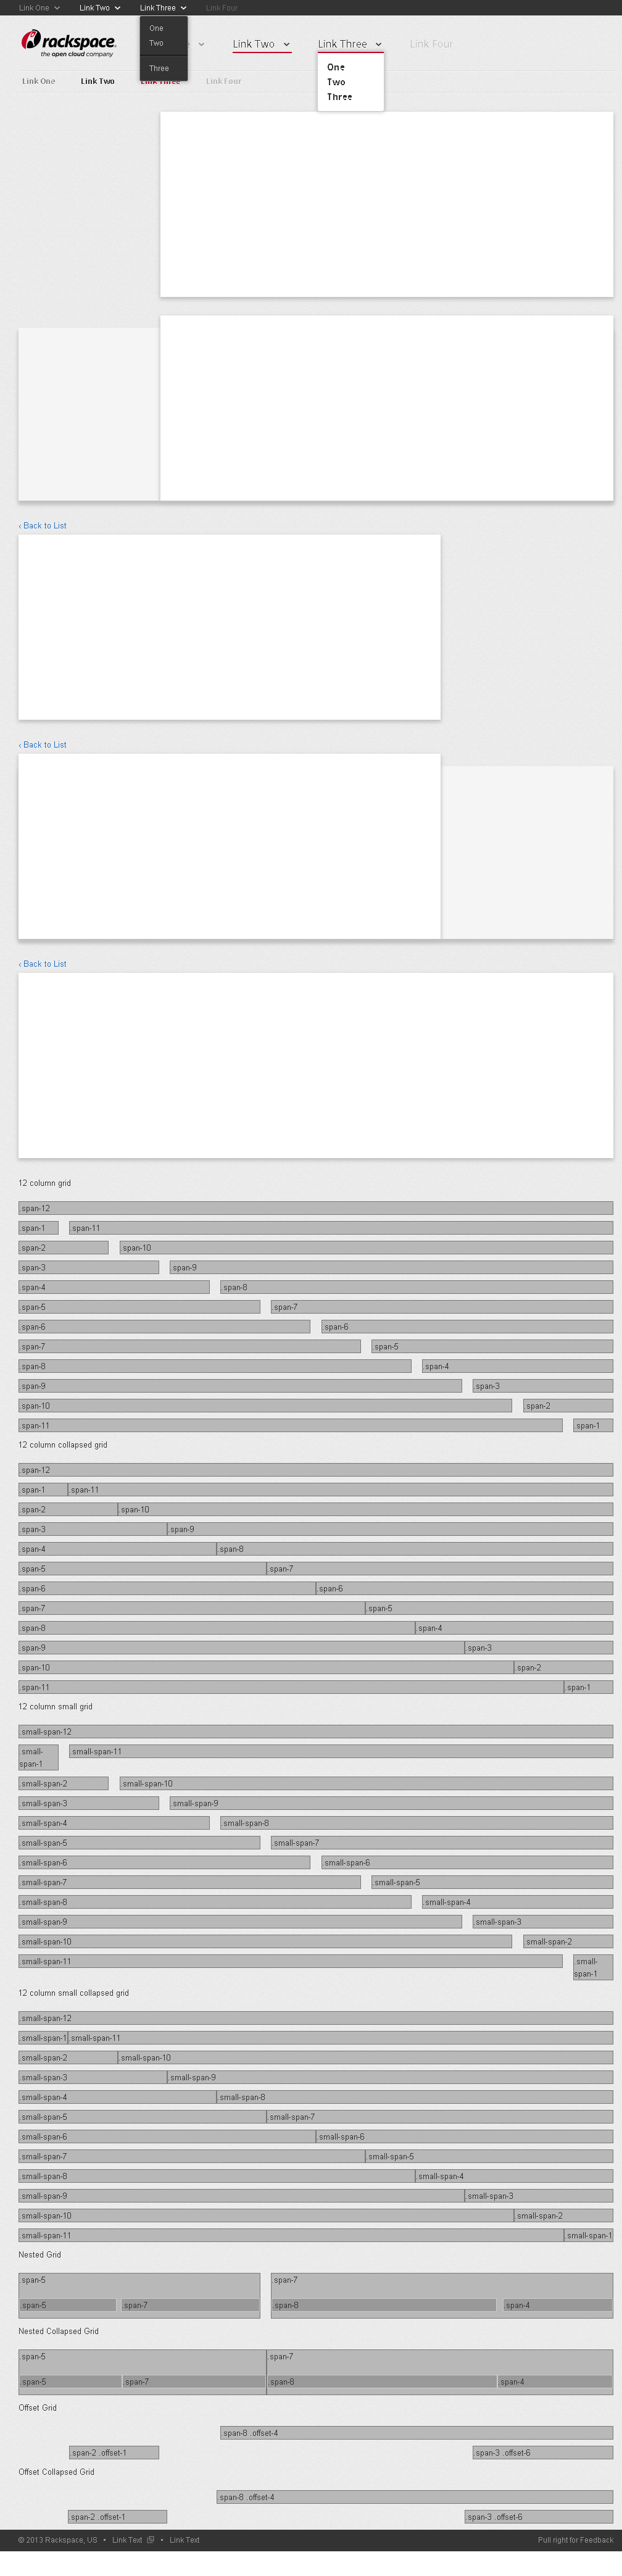 Link One Link Two Link Three Link Four
One
Two
Three
rackspace.
the open cloud company
Link Two Link Three Link Four
One
Two
Three
Link One Link Two Link Three Link Four
‹ Back to List
‹ Back to List
‹ Back to List
12 column grid
.span-12
.span-1 .span-11
.span-2 .span-10
.span-3 .span-9
.span-4 .span-8
.span-5 .span-7
.span-6 .span-6
.span-7 .span-5
.span-8 .span-4
.span-9 .span-3
.span-10 .span-2
.span-11 .span-1
12 column collapsed grid
.span-12
.span-1 .span-11
.span-2 .span-10
.span-3 .span-9
.span-4 .span-8
.span-5 .span-7
.span-6 .span-6
.span-7 .span-5
.span-8 .span-4
.span-9 .span-3
.span-10 .span-2
.span-11 .span-1
12 column small grid
.small-span-12
.small- .small-span-11
span-1
.small-span-2 .small-span-10
.small-span-3 .small-span-9
.small-span-4 .small-span-8
.small-span-5 .small-span-7
.small-span-6 .small-span-6
.small-span-7 .small-span-5
.small-span-8 .small-span-4
.small-span-9 .small-span-3
.small-span-10 .small-span-2
.small-span-11 .small-
span-1
12 column small collapsed grid
.small-span-12
.small-span-1 .small-span-11
.small-span-2 .small-span-10
.small-span-3 .small-span-9
.small-span-4 .small-span-8
.small-span-5 .small-span-7
.small-span-6 .small-span-6
.small-span-7 .small-span-5
.small-span-8 .small-span-4
.small-span-9 .small-span-3
.small-span-10 .small-span-2
.small-span-11 .small-span-1
Nested Grid
.span-5 .span-7
.span-5 .span-7 .span-8 .span-4
Nested Collapsed Grid
.span-5 .span-7
.span-5 .span-7 .span-8 .span-4
Offset Grid
.span-8 .offset-4
.span-2 .offset-1 .span-3 .offset-6
Offset Collapsed Grid
.span-8 .offset-4
.span-2 .offset-1 .span-3 .offset-6
© 2013 Rackspace, US • Link Text • Link Text Pull right for Feedback